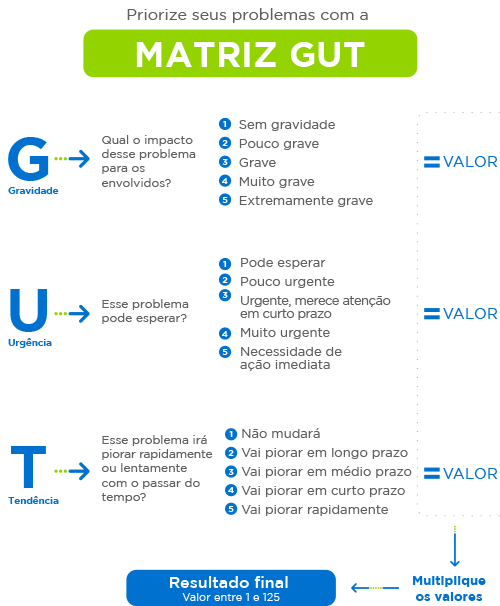 Priorize seus problemas com a
MATRIZ GUT
G
Gravidade
Qual o impacto
desse problema
para os
envolvidos?
1 Sem gravidade
2 Pouco grave
3 Grave
4 Muito grave
5 Extremamente grave
= VALOR
U
Urgência
Esse problema
pode esperar?
1 Pode esperar
2 Pouco urgente
3 Urgente, merece atenção
em curto prazo
4 Muito urgente
5 Necessidade de
ação imediata
= VALOR
T
Tendência
Esse problema irá
piorar rapidamente
ou lentamente
com o passar do
tempo?
1 Não mudará
2 Vai piorar em longo prazo
3 Vai piorar em médio prazo
4 Vai piorar em curto prazo
5 Vai piorar rapidamente
= VALOR
Multiplique
os valores
Resultado final
Valor entre 1 e 125